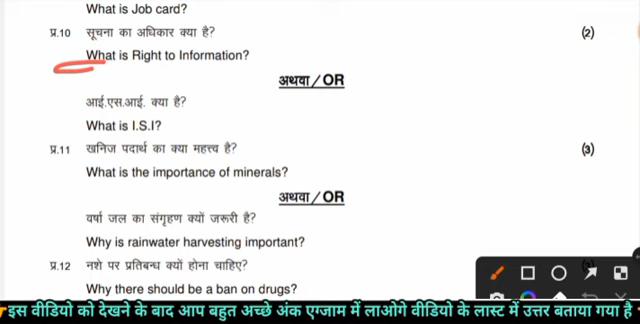 What is Job card?
प्र.10 सूचना का अधिकार क्या है? (2)
What is Right to Information?
अथवा / OR
आई.एस.आई. क्या है?
What is I.S.I?
प्र.11 खनिज पदार्थ का क्या महत्त्व है? (3)
What is the importance of minerals?
अथवा / OR
वर्षा जल का संग्रहण क्यों जरूरी है?
Why is rainwater harvesting important?
प्र.12 नशे पर प्रतिबन्ध क्यों होना चाहिए?
Why there should be a ban on drugs?
इस वीडियो को देखने के बाद आप बहुत अच्छे अंक एग्जाम में लाओगे वीडियो के लास्ट में उत्तर बताया गया है